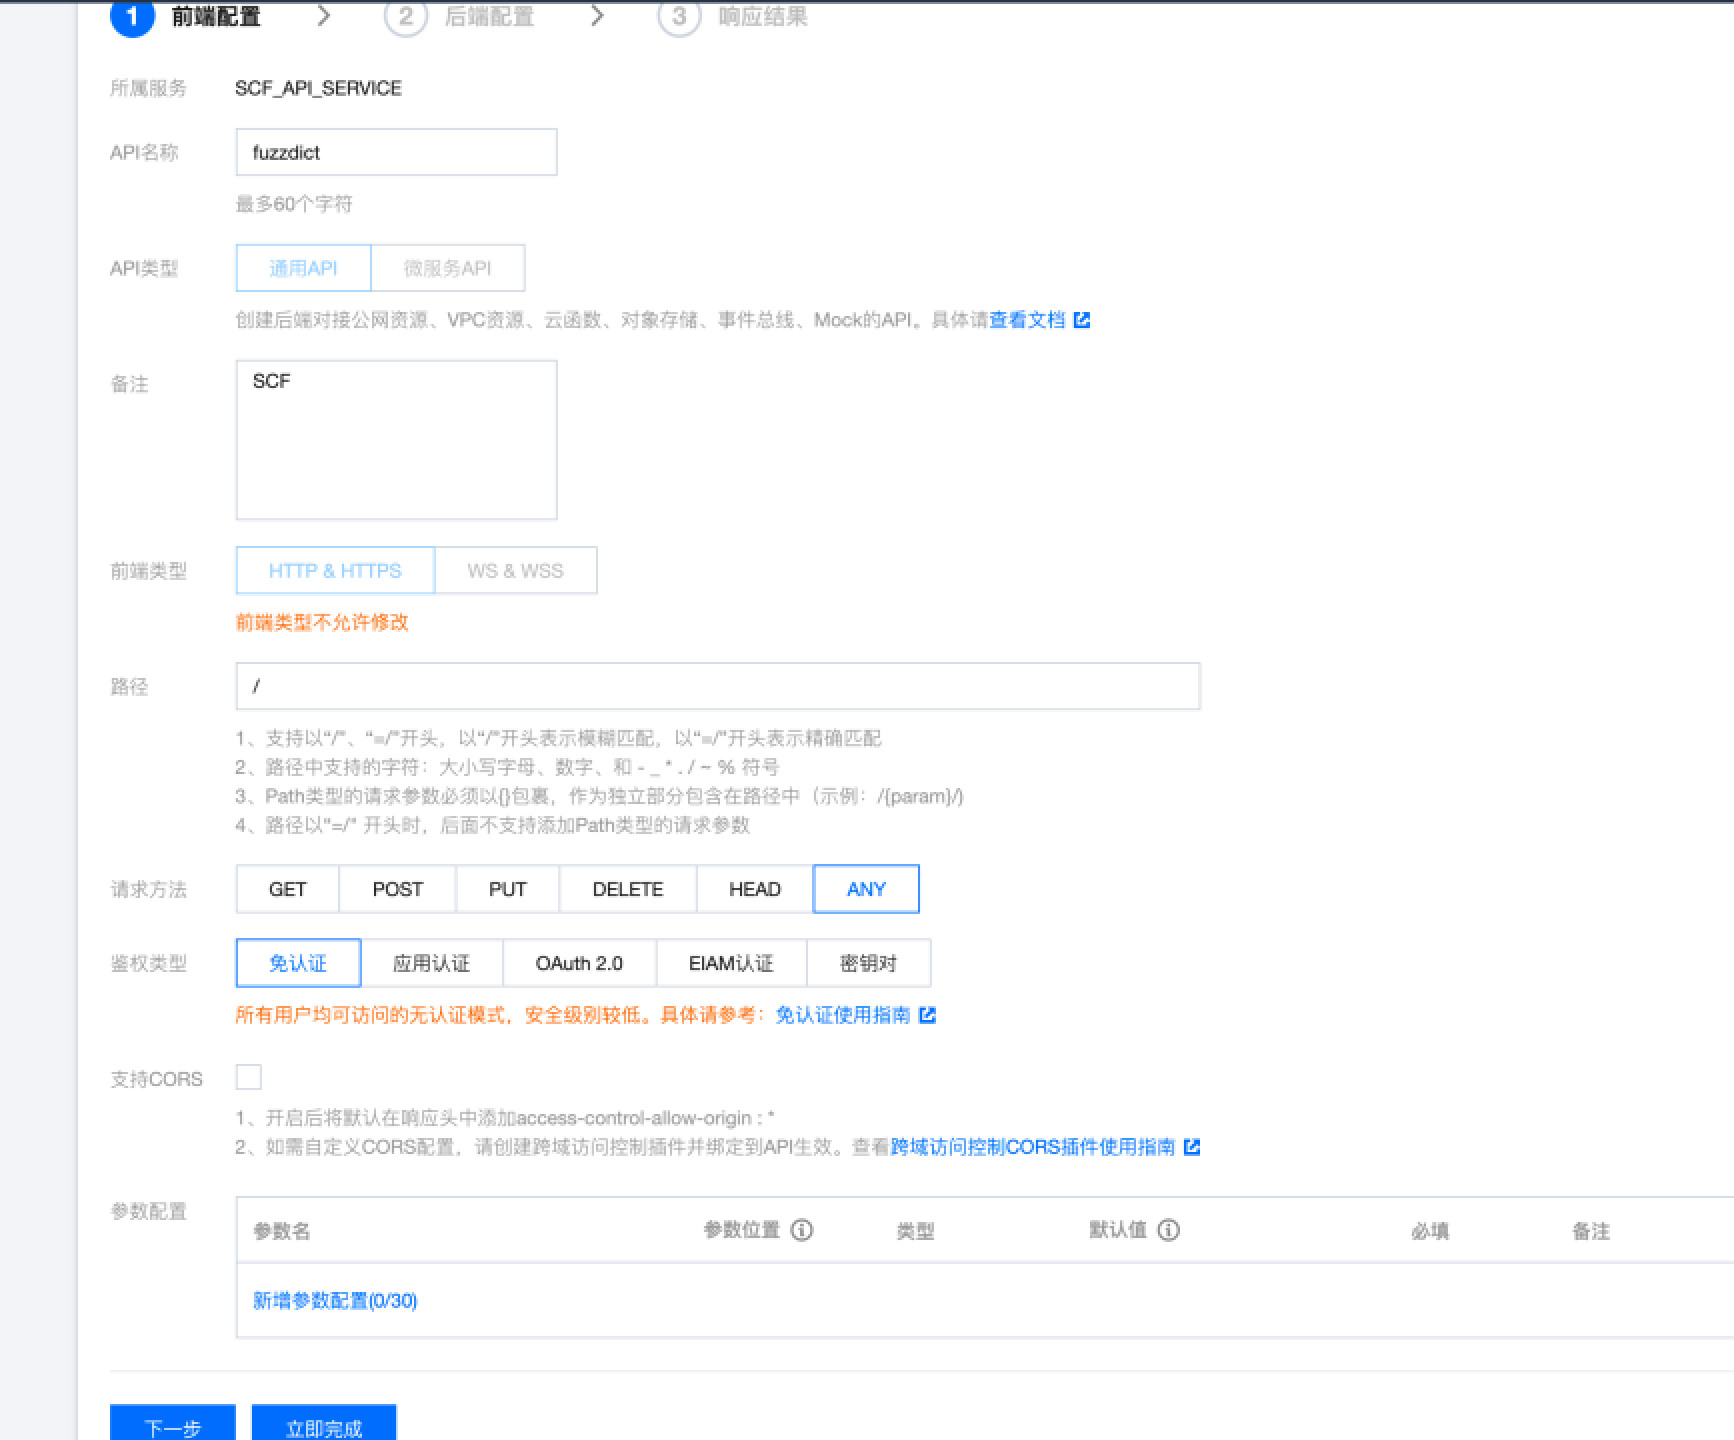 1 前端配置 2 后端配置 3 响应结果
所属服务 SCF_API_SERVICE
API名称 fuzzdict
最多60个字符
API类型 通用API 微服务API
创建后端对接公网资源、VPC资源、云函数、对象存储、事件总线、Mock的API。具体请查看文档
备注 SCF
前端类型 HTTP & HTTPS WS & WSS
前端类型不允许修改
路径 /
1、支持以“/”、“=/”开头，以“/”开头表示模糊匹配，以“=/”开头表示精确匹配
2、路径中支持的字符：大小写字母、数字、和 - _ * . / ~ % 符号
3、Path类型的请求参数必须以{}包裹，作为独立部分包含在路径中（示例：/{param}/)
4、路径以“=/” 开头时，后面不支持添加Path类型的请求参数
请求方法 GET POST PUT DELETE HEAD ANY
鉴权类型 免认证 应用认证 OAuth 2.0 EIAM认证 密钥对
所有用户均可访问的无认证模式，安全级别较低。具体请参考：免认证使用指南
支持CORS
1、开启后将默认在响应头中添加access-control-allow-origin : *
2、如需自定义CORS配置，请创建跨域访问控制插件并绑定到API生效。查看跨域访问控制CORS插件使用指南
参数配置 参数名 参数位置 类型 默认值 必填 备注
新增参数配置(0/30)
下一步 立即完成